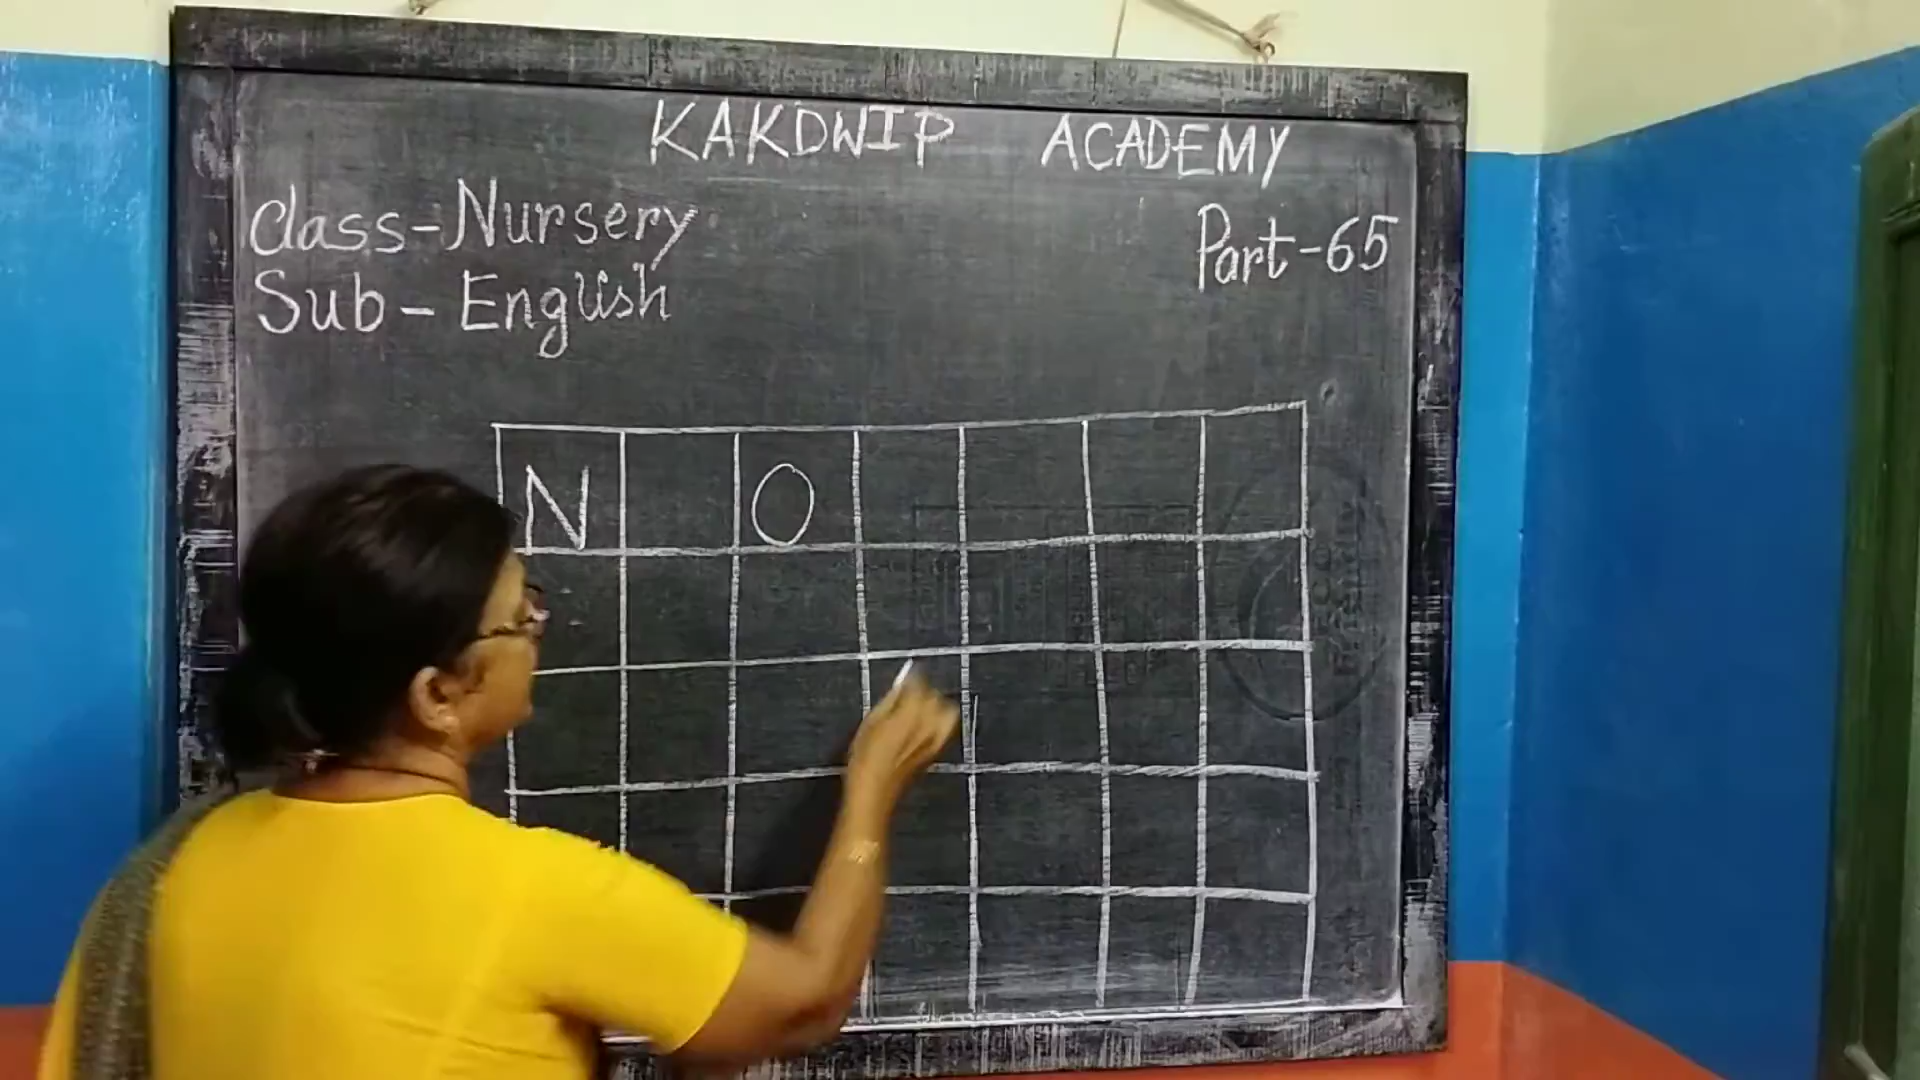 KAKDWIP ACADEMY
Class-Nursery
Part-65
Sub-English
N O